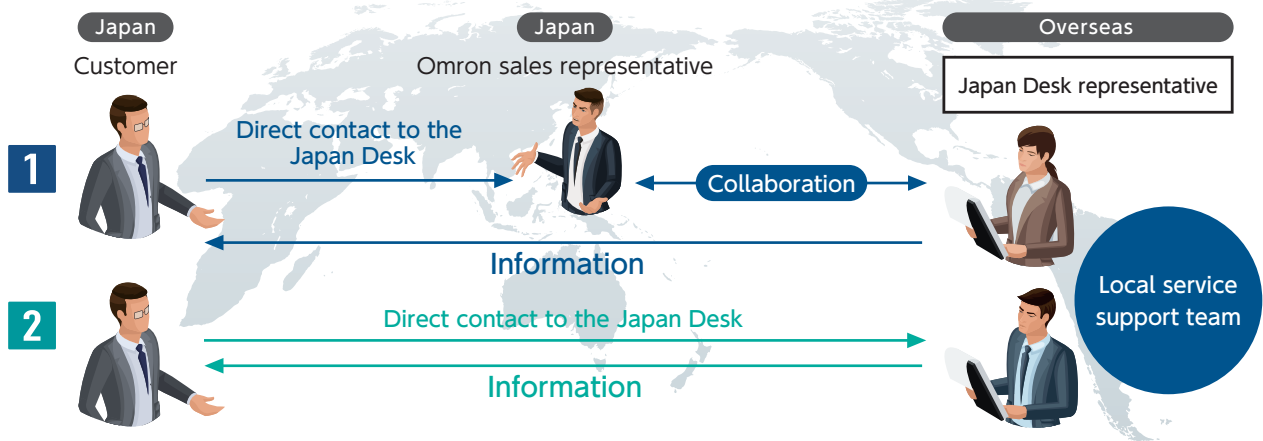 Japan
Customer
Japan
Omron sales representative
Overseas
Japan Desk representative
1
Direct contact to the
Japan Desk
Collaboration
Information
Local service
support team
2
Direct contact to the Japan Desk
Information